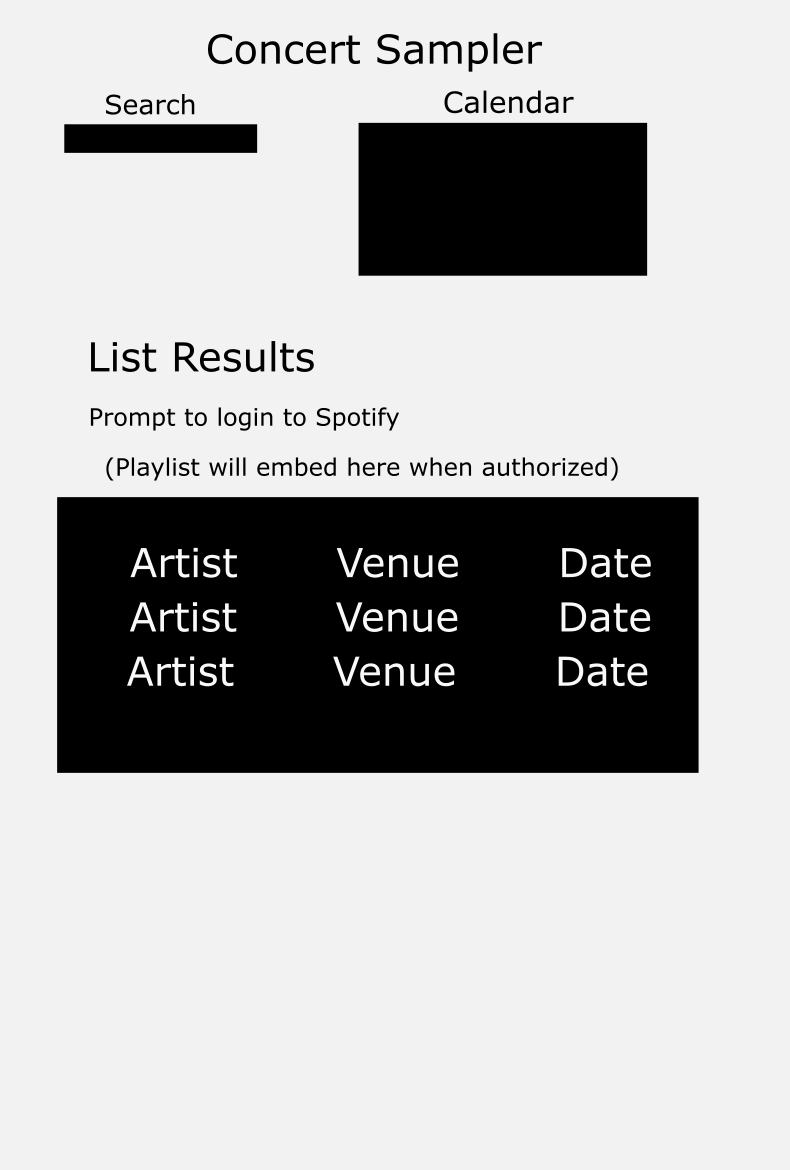 Concert Sampler
Search
Calendar
List Results
Prompt to login to Spotify
(Playlist will embed here when authorized)
Artist Venue Date
Artist Venue Date
Artist Venue Date